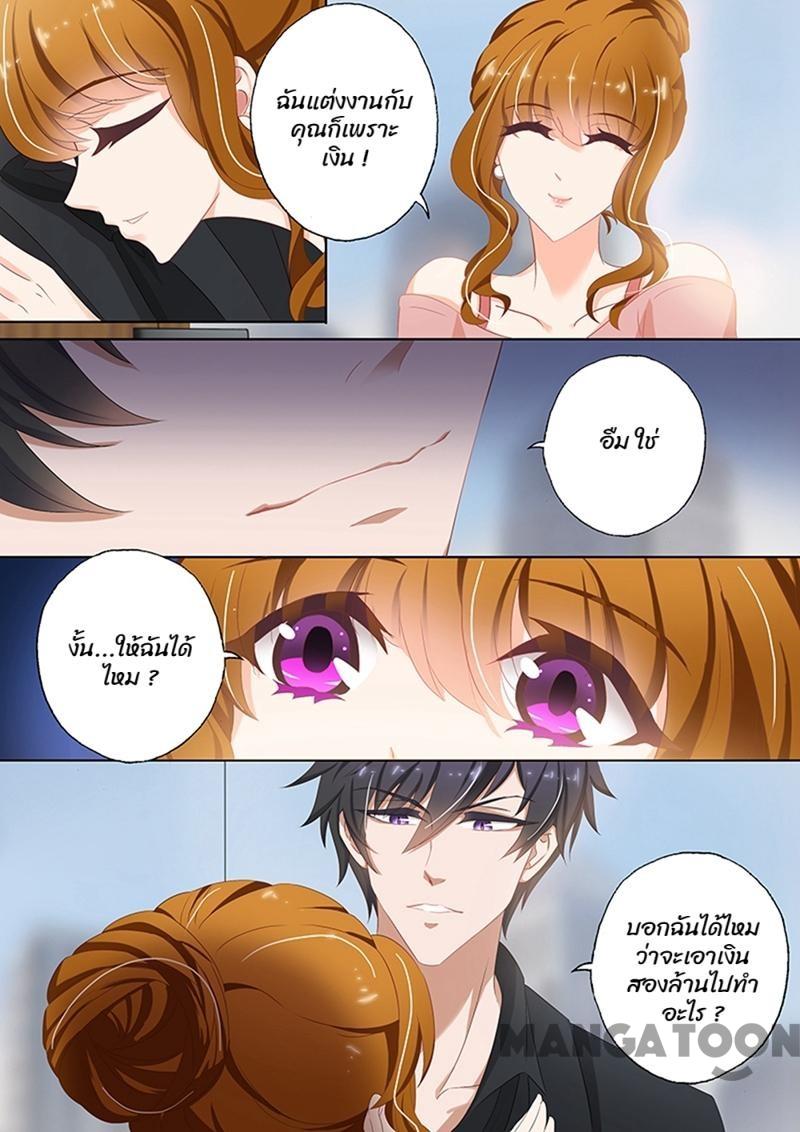 ฉันแต่งงานกับ
คุณก็เพราะ
เงิน !
อืม ใช่
งั้น...ให้ฉันได้
ไหม ?
บอกฉันได้ไหม
ว่าจะเอาเงิน
สองล้านไปทำ
อะไร ?
MANGATOON